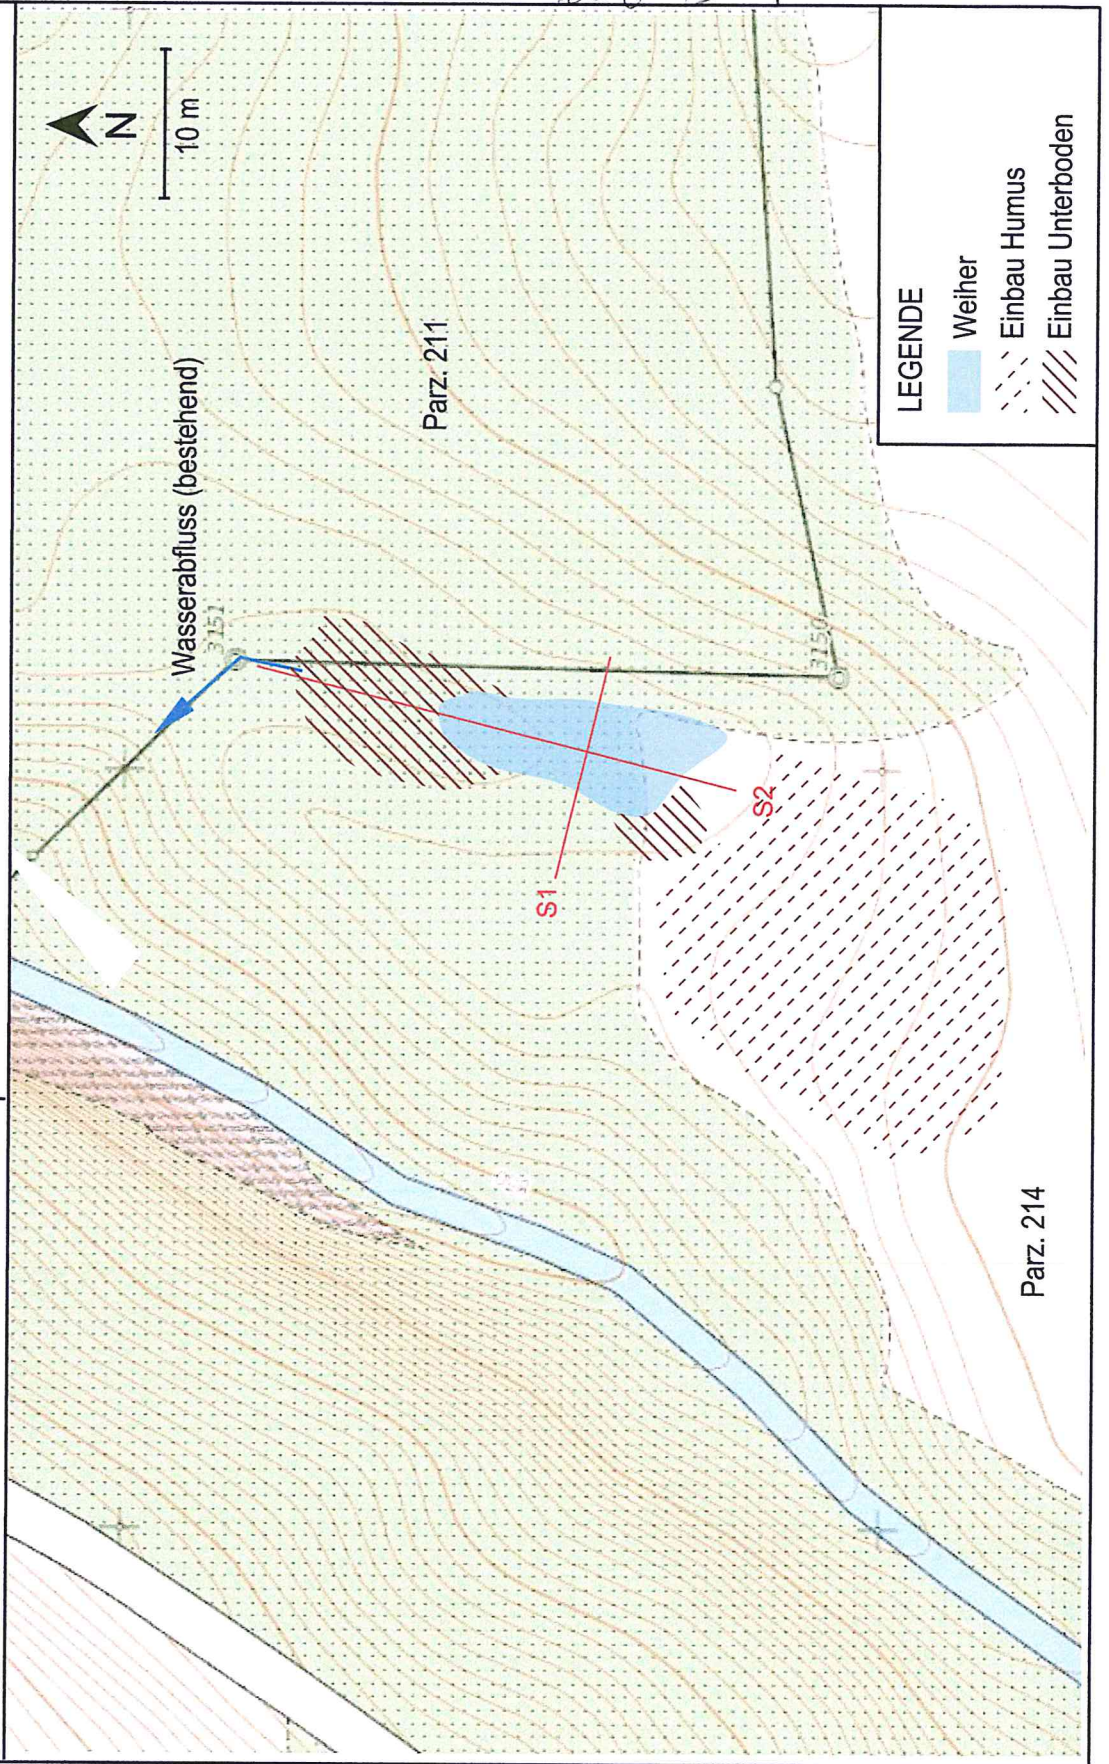 N
10 m
Wasserabfluss (bestehend)
3151
Parz. 211
S1
S2
3150
Parz. 214
LEGENDE
Weiher
Einbau Humus
Einbau Unterboden